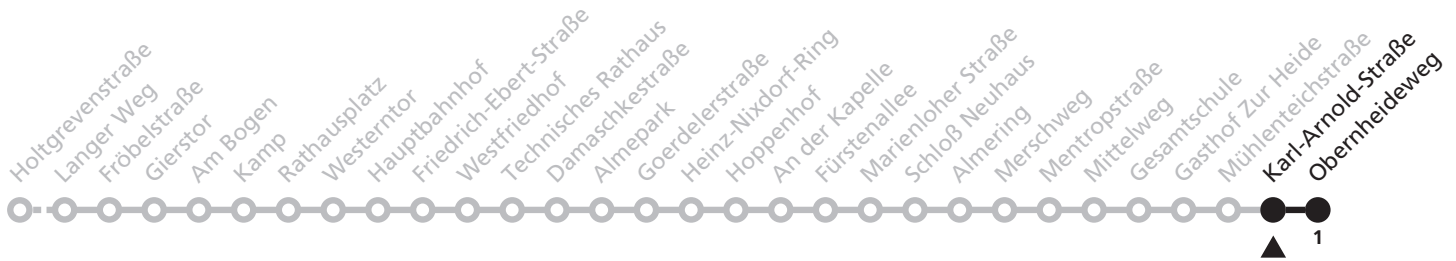 Holtgrevenstraße
Langer Weg
Fröbelstraße
Gierstor
Am Bogen
Kamp
Rathausplatz
Westerntor
Hauptbahnhof
Friedrich-Ebert-Straße
Westfriedhof
Technisches Rathaus
Damaschkestraße
Almepark
Goerdelerstraße
Heinz-Nixdorf-Ring
Hoppenhof
An der Kapelle
Fürstenallee
Marienloher Straße
Schloß Neuhaus
Almering
Merschweg
Mentropstraße
Mittelweg
Gesamtschule
Gasthof Zur Heide
Mühlenteichstraße
Karl-Arnold-Straße
Obernheideweg
1